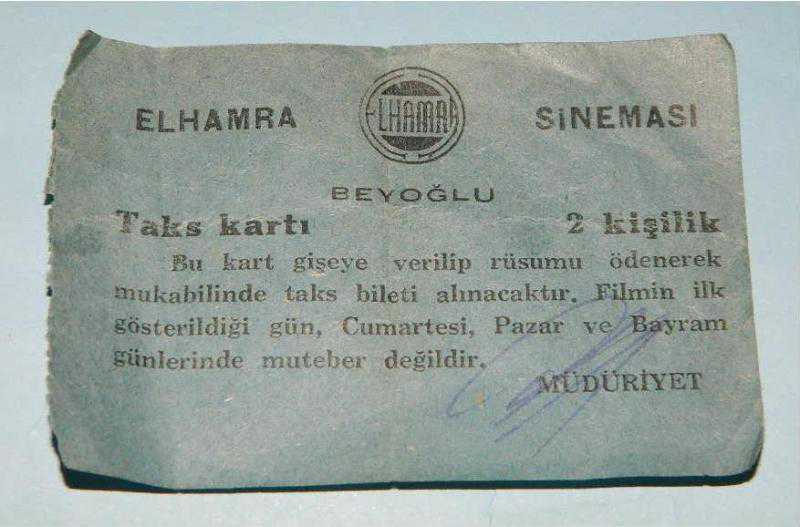 ELHAMRA ELHAMRA SİNEMASI
BEYOĞLU
Taks kartı 2 kişilik
Bu kart gişeye verilip rüsumu ödenerek
mukabilinde taks bileti alınacaktır. Filmin ilk
gösterildiği gün, Cumartesi, Pazar ve Bayram
günlerinde muteber değildir.
MÜDÜRİYET